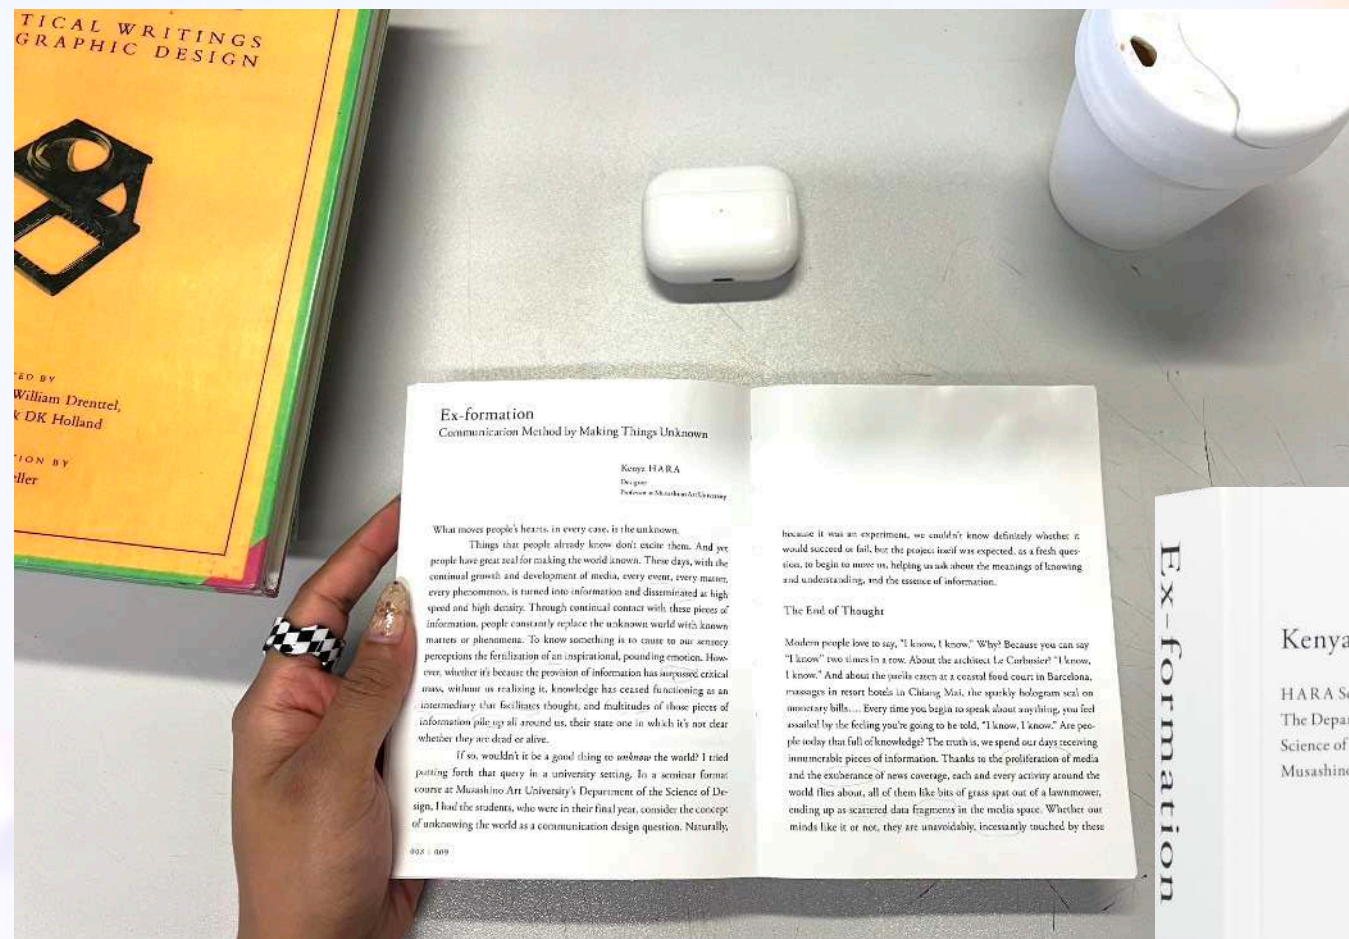 TICAL WRITINGS
GRAPHIC DESIGN
ED BY
William Drenttel,
& DK Holland
ION BY
eller
Ex-formation
Communication Method by Making Things Unknown
Kenya HARA
Designer
Professor at Musashino Art University
What moves people's hearts, in every case, is the unknown.
Things that people already know don't excite them. And yet
people have great zeal for making the world known. These days, with the
continual growth and development of media, every event, every matter,
every phenomenon, is turned into information and disseminated at high
speed and high density. Through continual contact with these pieces of
information, people constantly replace the unknown world with known
matters or phenomena. To know something is to cause to our sensory
perceptions the fertilization of an inspirational, pounding emotion. How-
ever, whether it's because the provision of information has surpassed critical
mass, without us realizing it, knowledge has ceased functioning as an
intermediary that facilitates thought, and multitudes of those pieces of
information pile up all around us, their state one in which it's not clear
whether they are dead or alive.
If so, wouldn't it be a good thing to unknow the world? I tried
putting forth that query in a university setting. In a seminar format
course at Musashino Art University's Department of the Science of De-
sign, I had the students, who were in their final year, consider the concept
of unknowing the world as a communication design question. Naturally,
008 : 009
because it was an experiment, we couldn't know definitely whether it
would succeed or fail, but the project itself was expected, as a fresh ques-
tion, to begin to move us, helping us ask about the meanings of knowing
and understanding, and the essence of information.
The End of Thought
Modern people love to say, "I know, I know." Why? Because you can say
"I know" two times in a row. About the architect Le Corbusier? "I know,
I know." And about the paella eaten at a coastal food court in Barcelona,
massages in resort hotels in Chiang Mai, the sparkly hologram seal on
monetary bills.... Every time you begin to speak about anything, you feel
assailed by the feeling you're going to be told, "I know, I know." Are peo-
ple today that full of knowledge? The truth is, we spend our days receiving
innumerable pieces of information. Thanks to the proliferation of media
and the exuberance of news coverage, each and every activity around the
world flies about, all of them like bits of grass spat out of a lawnmower,
ending up as scattered data fragments in the media space. Whether our
minds like it or not, they are unavoidably, incessantly touched by these
Ex-formation
Kenya
HARA Se
The Depar
Science of
Musashino